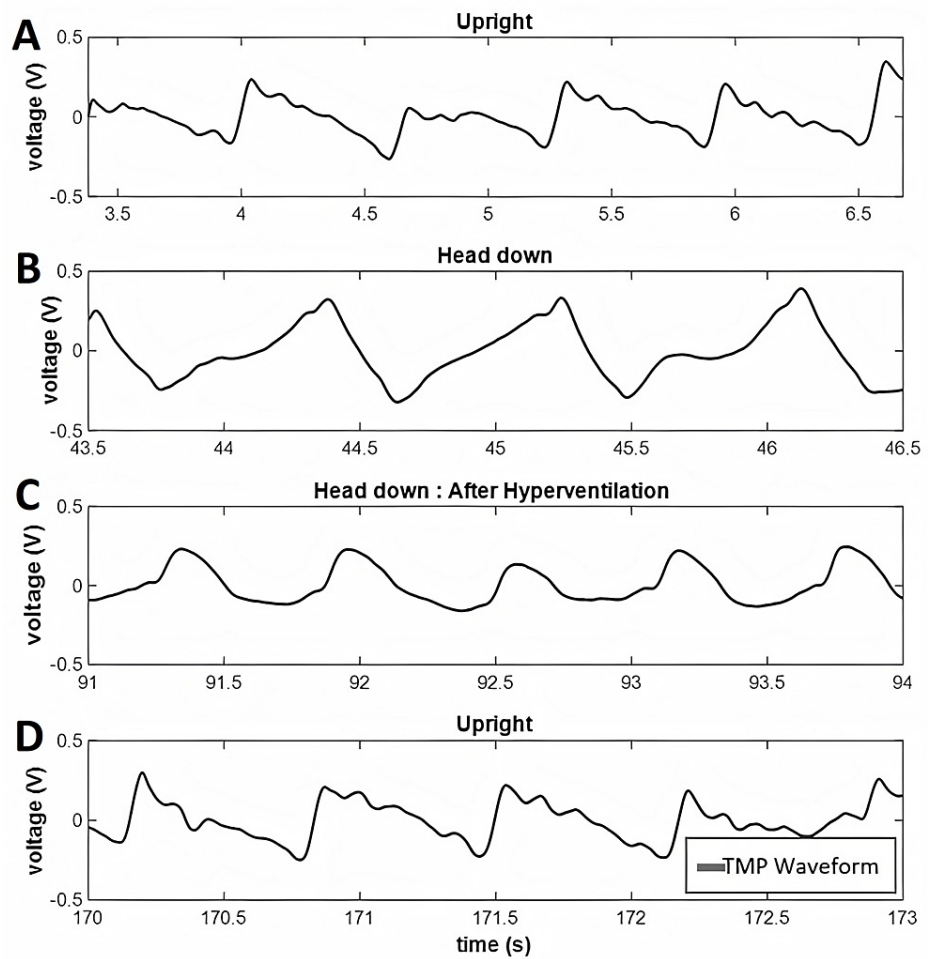 A
Upright
voltage (V)
0.5
0
-0.5
3.5 4 4.5 5 5.5 6 6.5
B
Head down
voltage (V)
0.5
0
-0.5
43.5 44 44.5 45 45.5 46 46.5
C
Head down : After Hyperventilation
voltage (V)
0.5
0
-0.5
91 91.5 92 92.5 93 93.5 94
D
Upright
voltage (V)
0.5
0
-0.5
TMP Waveform
170 170.5 171 171.5 172 172.5 173
time (s)